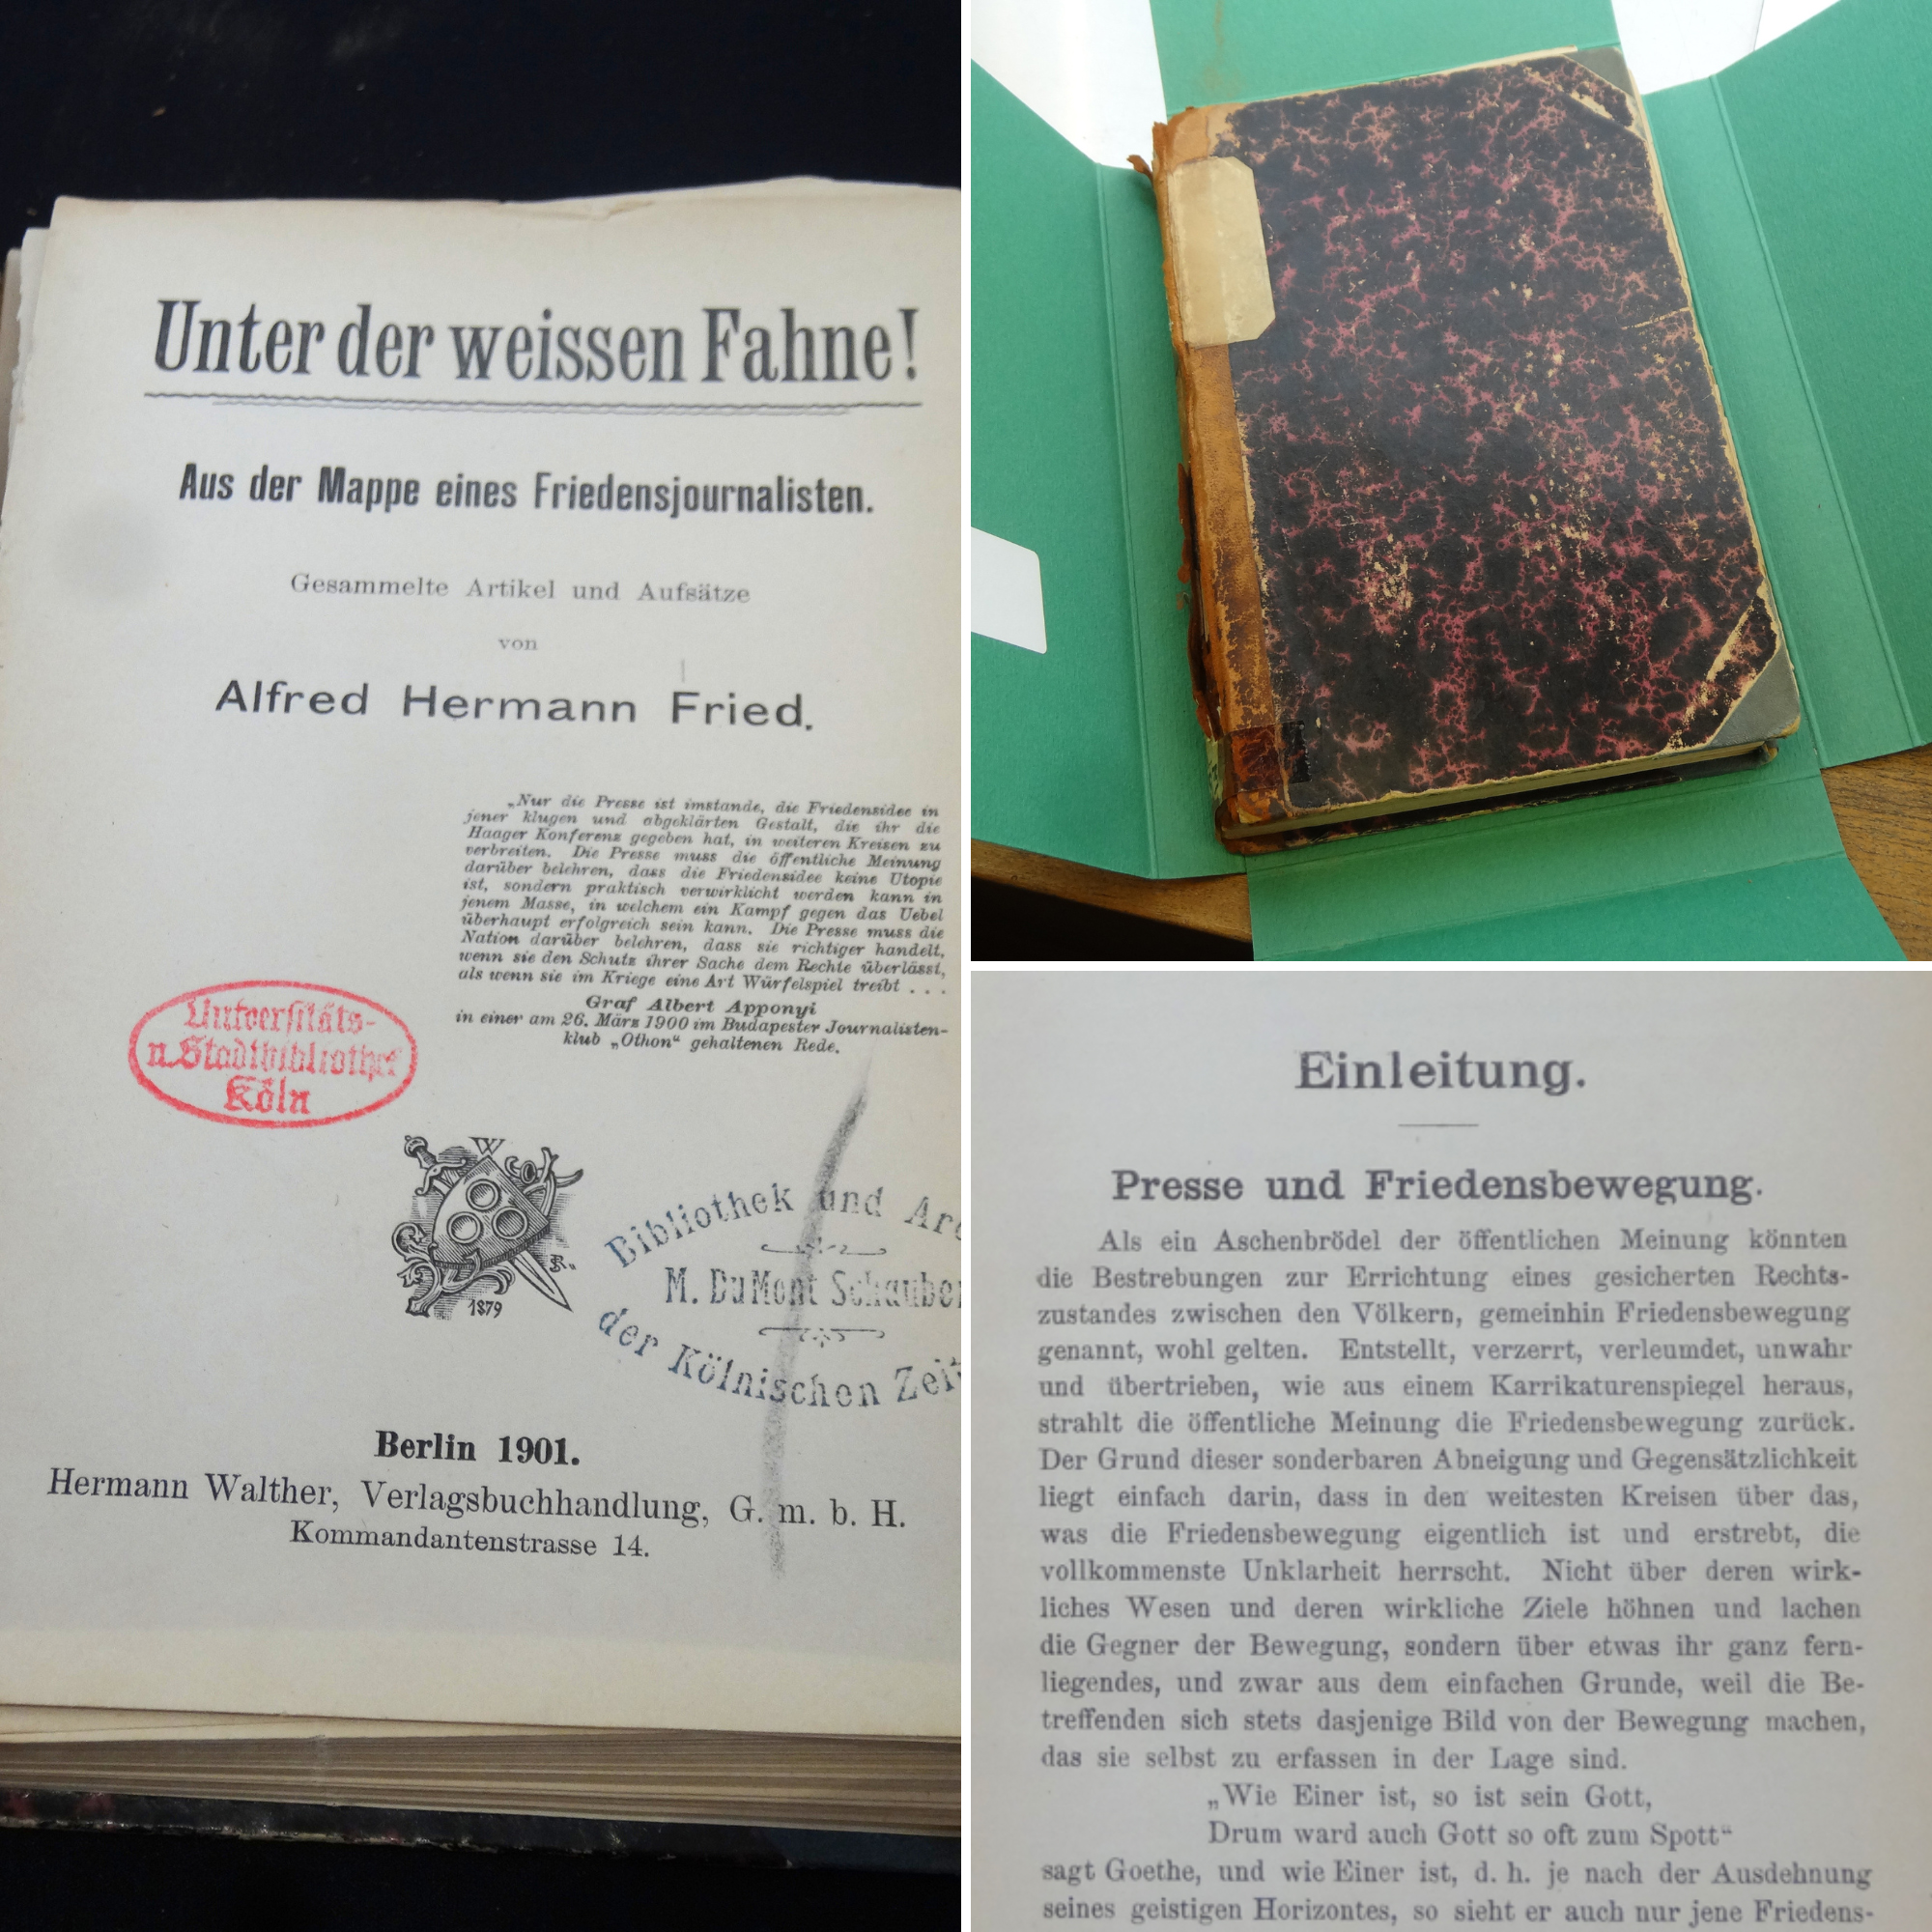 Unter der weissen Fahne!
Aus der Mappe eines Friedensjournalisten.
Gesammelte Artikel und Aufsätze
von
Alfred Hermann Fried.
„Nur die Presse ist imstande, die Friedensidee in
jener klugen und abgeklärten Gestalt, die ihr die
Haager Konferenz gegeben hat, in weiteren Kreisen zu
verbreiten. Die Presse muss die öffentliche Meinung
darüber belehren, dass die Friedensidee keine Utopie
ist, sondern praktisch verwirklicht werden kann in
jenem Masse, in welchem ein Kampf gegen das Uebel
überhaupt erfolgreich sein kann. Die Presse muss die
Nation darüber belehren, dass sie richtiger handelt,
wenn sie den Schutz ihrer Sache dem Rechte überlässt,
als wenn sie im Kriege eine Art Würfelspiel treibt . . .
Graf Albert Apponyi
in einer am 26. März 1900 im Budapester Journalisten-
klub „Othon“ gehaltenen Rede.
Universitäts-
u. Stadtbibliothek
Köln
W
R.
1879
Bibliothek und Arc
M. DuMont Schauber
der Kölnischen Zeit
Berlin 1901.
Hermann Walther, Verlagsbuchhandlung, G. m. b. H.
Kommandantenstrasse 14.
Einleitung.
Presse und Friedensbewegung.
Als ein Aschenbrödel der öffentlichen Meinung könnten
die Bestrebungen zur Errichtung eines gesicherten Rechts-
zustandes zwischen den Völkern, gemeinhin Friedensbewegung
genannt, wohl gelten. Entstellt, verzerrt, verleumdet, unwahr
und übertrieben, wie aus einem Karrikaturenspiegel heraus,
strahlt die öffentliche Meinung die Friedensbewegung zurück.
Der Grund dieser sonderbaren Abneigung und Gegensätzlichkeit
liegt einfach darin, dass in den weitesten Kreisen über das,
was die Friedensbewegung eigentlich ist und erstrebt, die
vollkommenste Unklarheit herrscht. Nicht über deren wirk-
liches Wesen und deren wirkliche Ziele höhnen und lachen
die Gegner der Bewegung, sondern über etwas ihr ganz fern-
liegendes, und zwar aus dem einfachen Grunde, weil die Be-
treffenden sich stets dasjenige Bild von der Bewegung machen,
das sie selbst zu erfassen in der Lage sind.
„Wie Einer ist, so ist sein Gott,
Drum ward auch Gott so oft zum Spott“
sagt Goethe, und wie Einer ist, d. h. je nach der Ausdehnung
seines geistigen Horizontes, so sieht er auch nur jene Friedens-